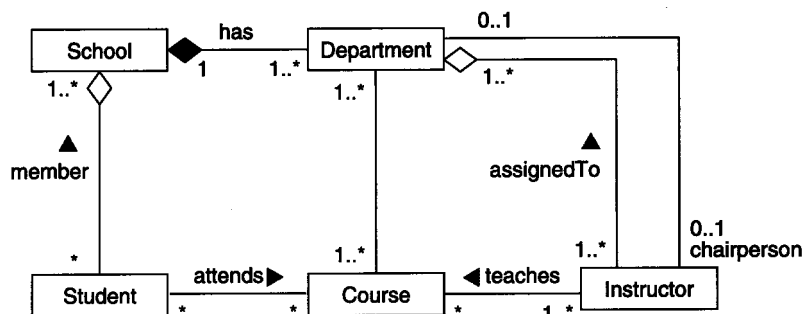 has
0..1
School
Department
1
1..*
1..*
1..*
1..*
member
assignedTo
0..1
chairperson
*
1..*
1..*
attends
teaches
Student
Course
Instructor
*
*
*
1..*